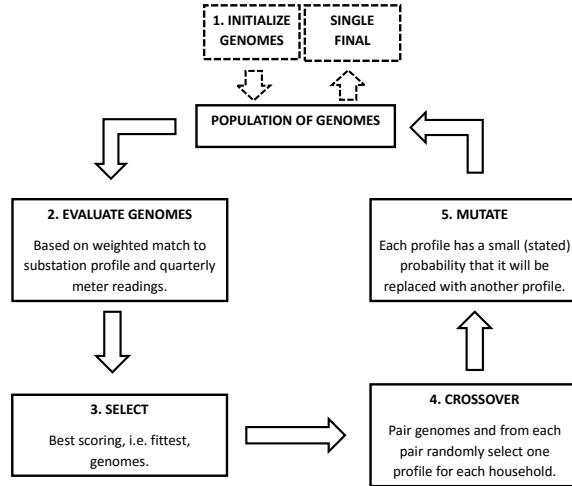 1. INITIALIZE
GENOMES
SINGLE
FINAL
POPULATION OF GENOMES
2. EVALUATE GENOMES
Based on weighted match to
substation profile and quarterly
meter readings.
5. MUTATE
Each profile has a small (stated)
probability that it will be
replaced with another profile.
3. SELECT
Best scoring, i.e. fittest,
genomes.
4. CROSSOVER
Pair genomes and from each
pair randomly select one
profile for each household.